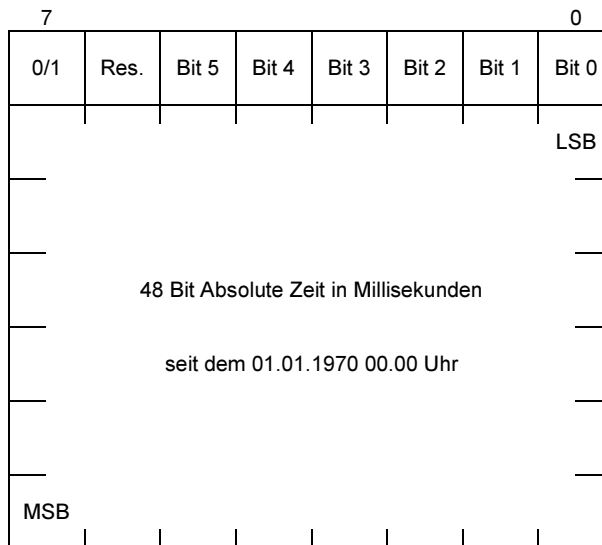 7 0
0/1 Res. Bit 5 Bit 4 Bit 3 Bit 2 Bit 1 Bit 0
LSB
48 Bit Absolute Zeit in Millisekunden
seit dem 01.01.1970 00.00 Uhr
MSB